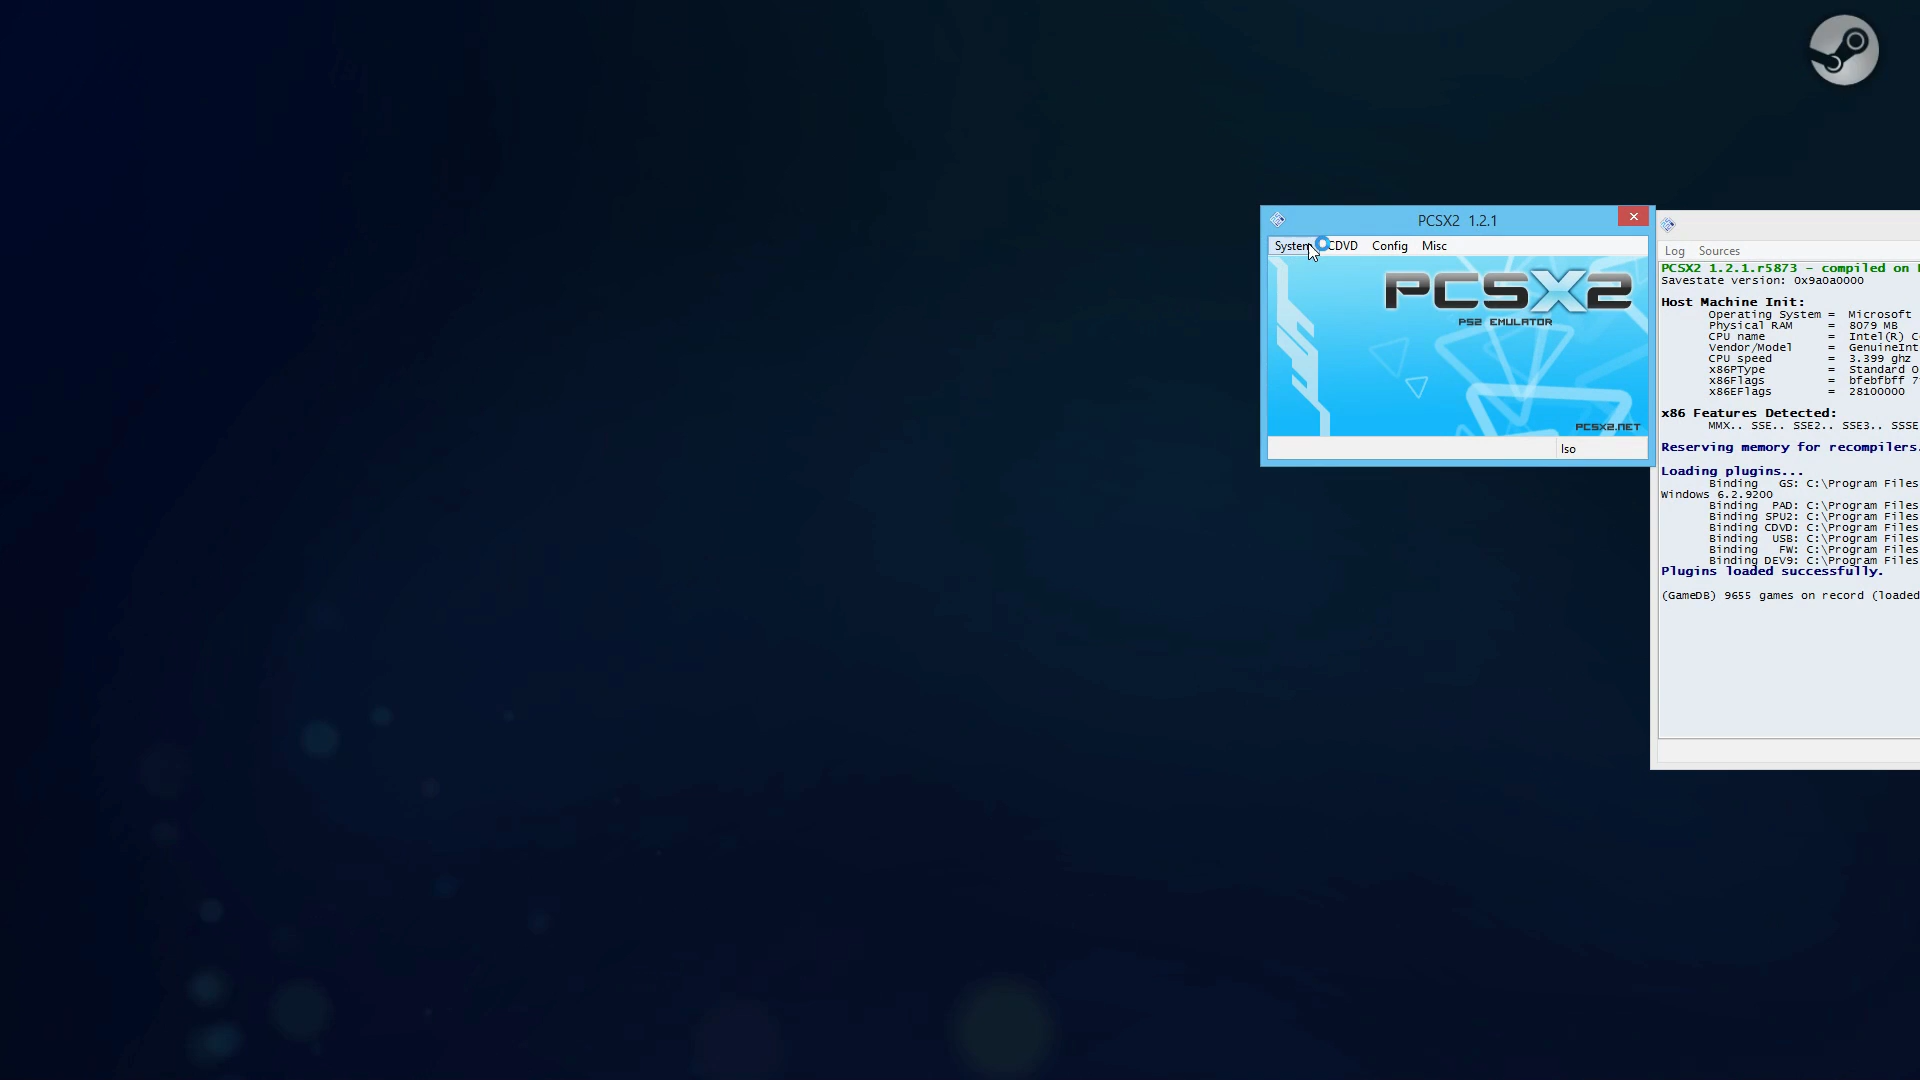 PCSX2 1.2.1
System CDVD Config Misc
PCSX2
PS2 EMULATOR
PCSX2.NET
Iso
Log Sources
PCSX2 1.2.1.r5873 - compiled on
Savestate version: 0x9a0a0000
Host Machine Init:
Operating System = Microsoft
Physical RAM = 8079 MB
CPU name = Intel(R) C
Vendor/Model = GenuineInt
CPU speed = 3.399 ghz
x86PType = Standard O
x86Flags = bfebfbff 7
x86EFlags = 28100000
x86 Features Detected:
MMX.. SSE.. SSE2.. SSE3.. SSSE
Reserving memory for recompilers.
Loading plugins...
Binding GS: C:\Program Files
Windows 6.2.9200
Binding PAD: C:\Program Files
Binding SPU2: C:\Program Files
Binding CDVD: C:\Program Files
Binding USB: C:\Program Files
Binding FW: C:\Program Files
Binding DEV9: C:\Program Files
Plugins loaded successfully.
(GameDB) 9655 games on record (loaded